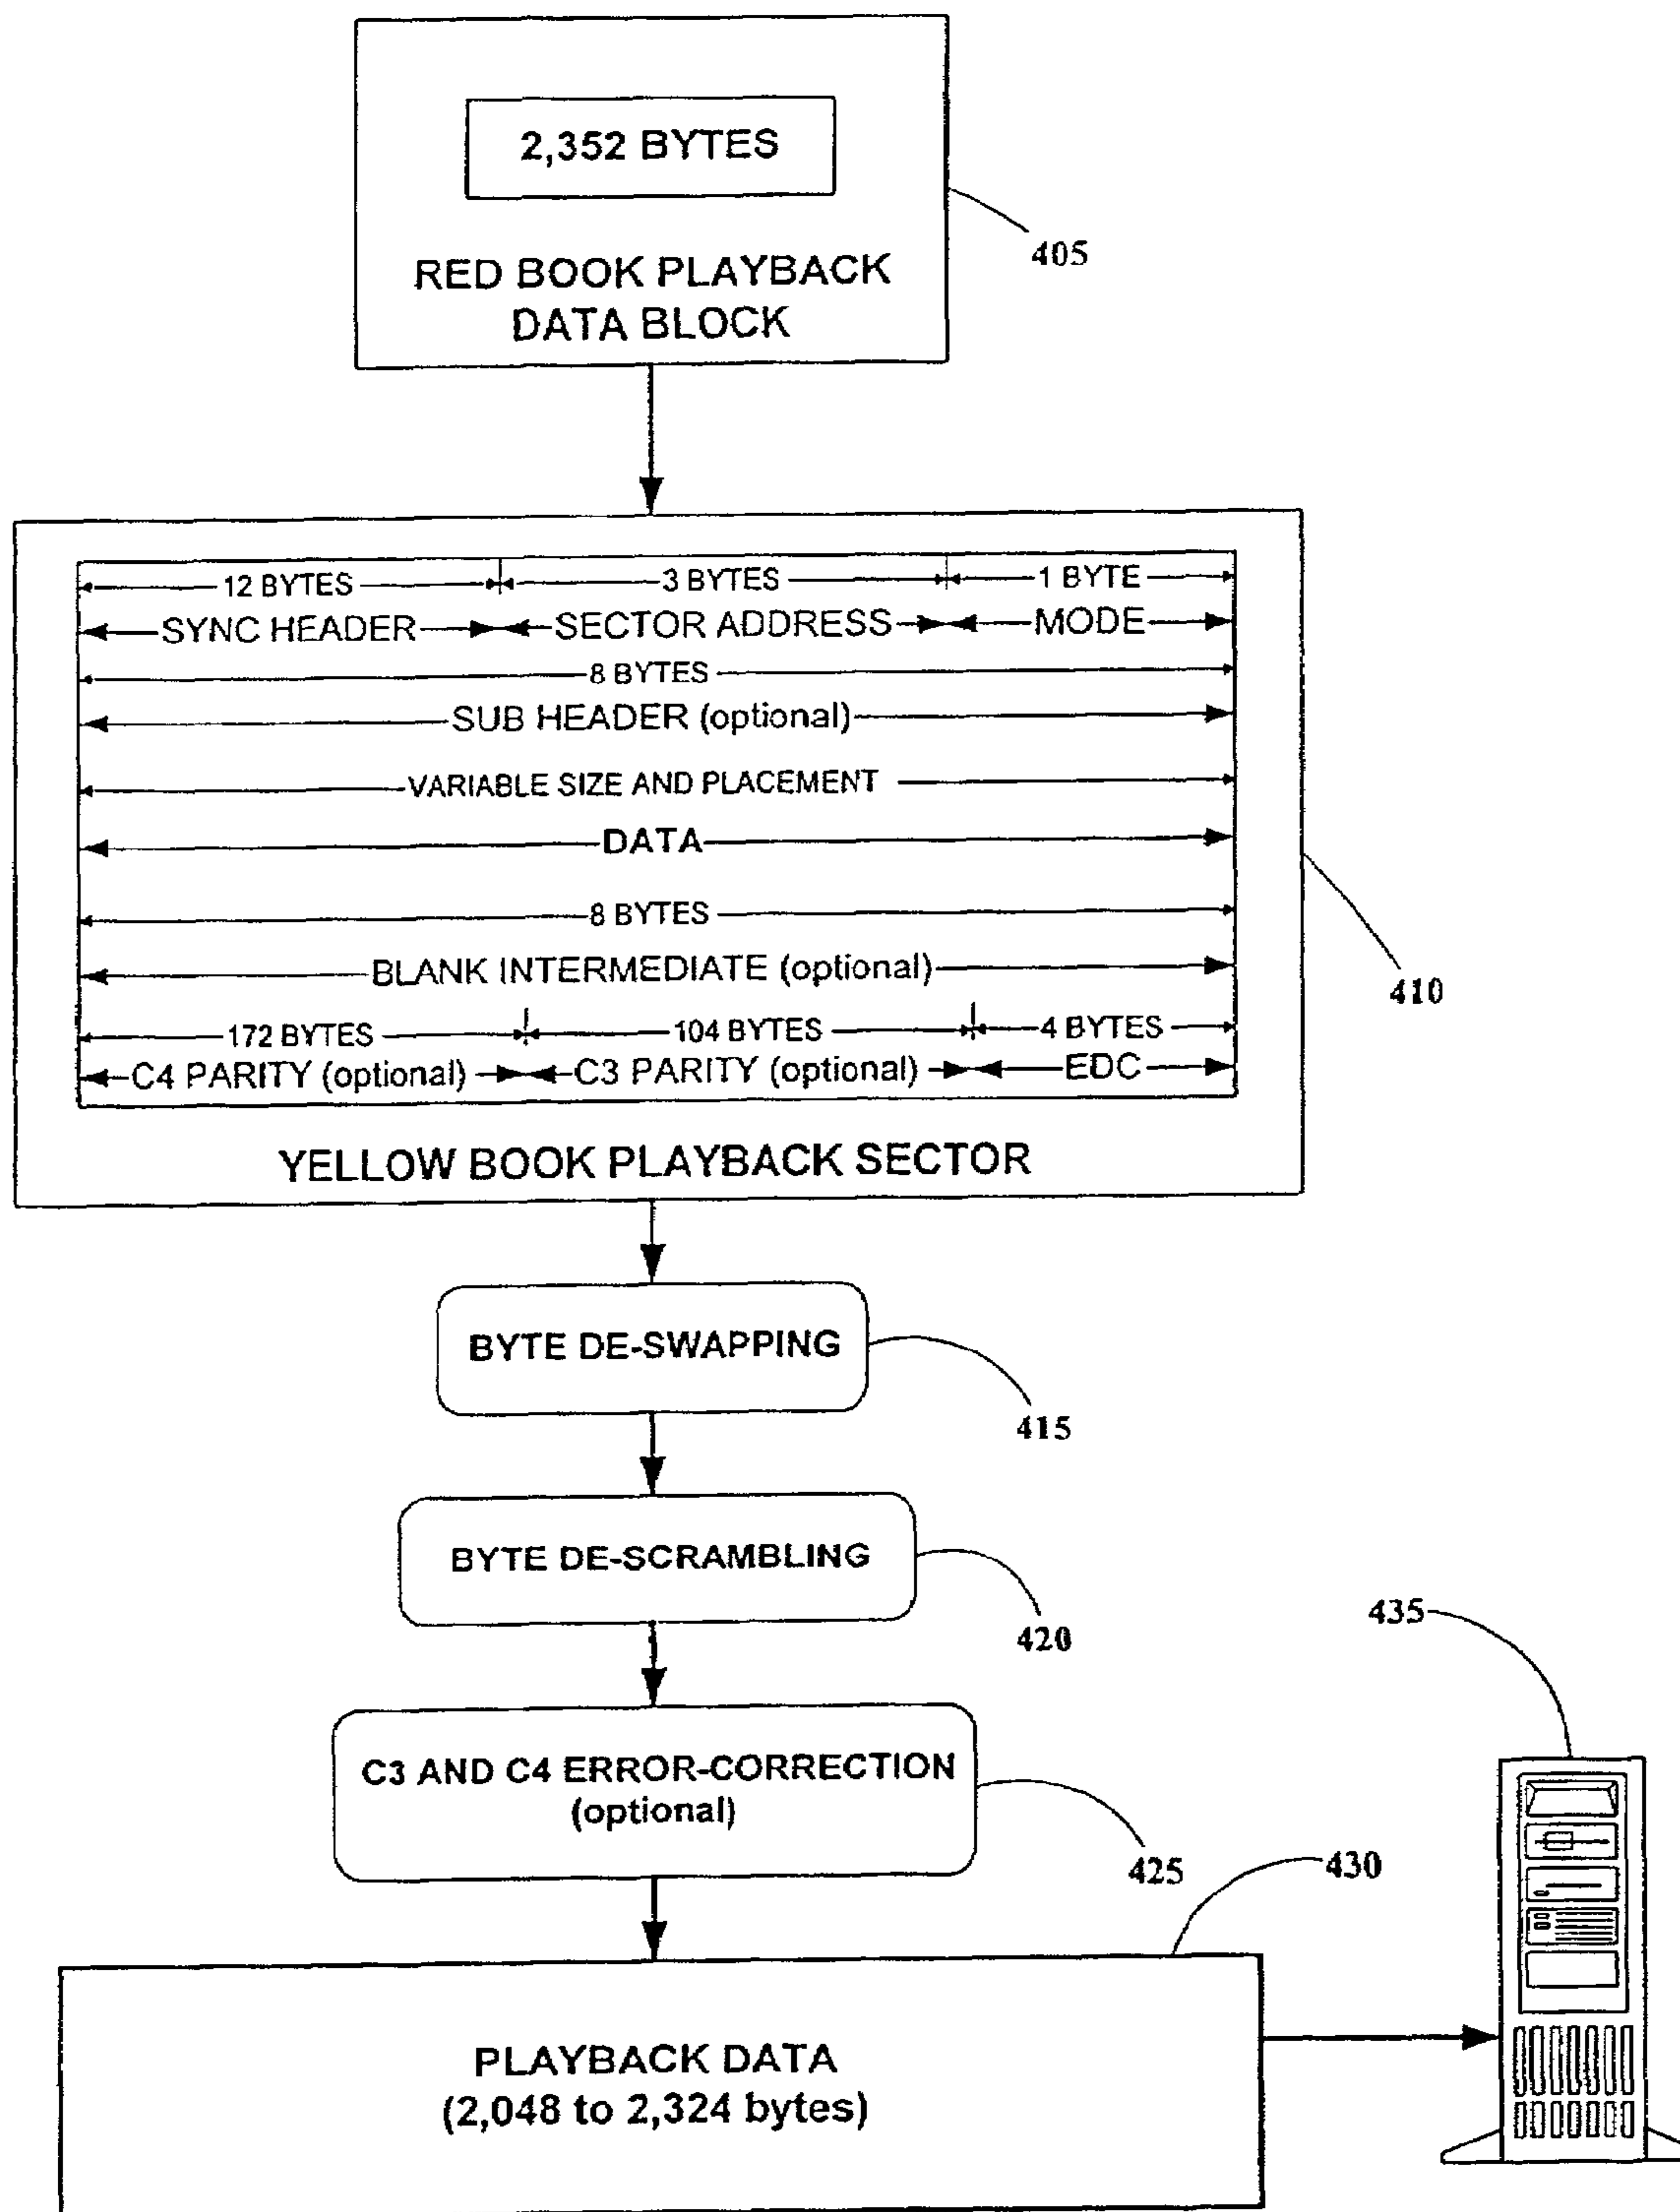 2,352 BYTES
RED BOOK PLAYBACK
DATA BLOCK
405
12 BYTES 3 BYTES 1 BYTE
SYNC HEADER SECTOR ADDRESS MODE
8 BYTES
SUB HEADER (optional)
VARIABLE SIZE AND PLACEMENT
DATA
8 BYTES
BLANK INTERMEDIATE (optional)
410
172 BYTES 104 BYTES 4 BYTES
C4 PARITY (optional) C3 PARITY (optional) EDC
YELLOW BOOK PLAYBACK SECTOR
BYTE DE-SWAPPING
415
BYTE DE-SCRAMBLING
420
435
C3 AND C4 ERROR-CORRECTION
(optional)
425
430
PLAYBACK DATA
(2,048 to 2,324 bytes)